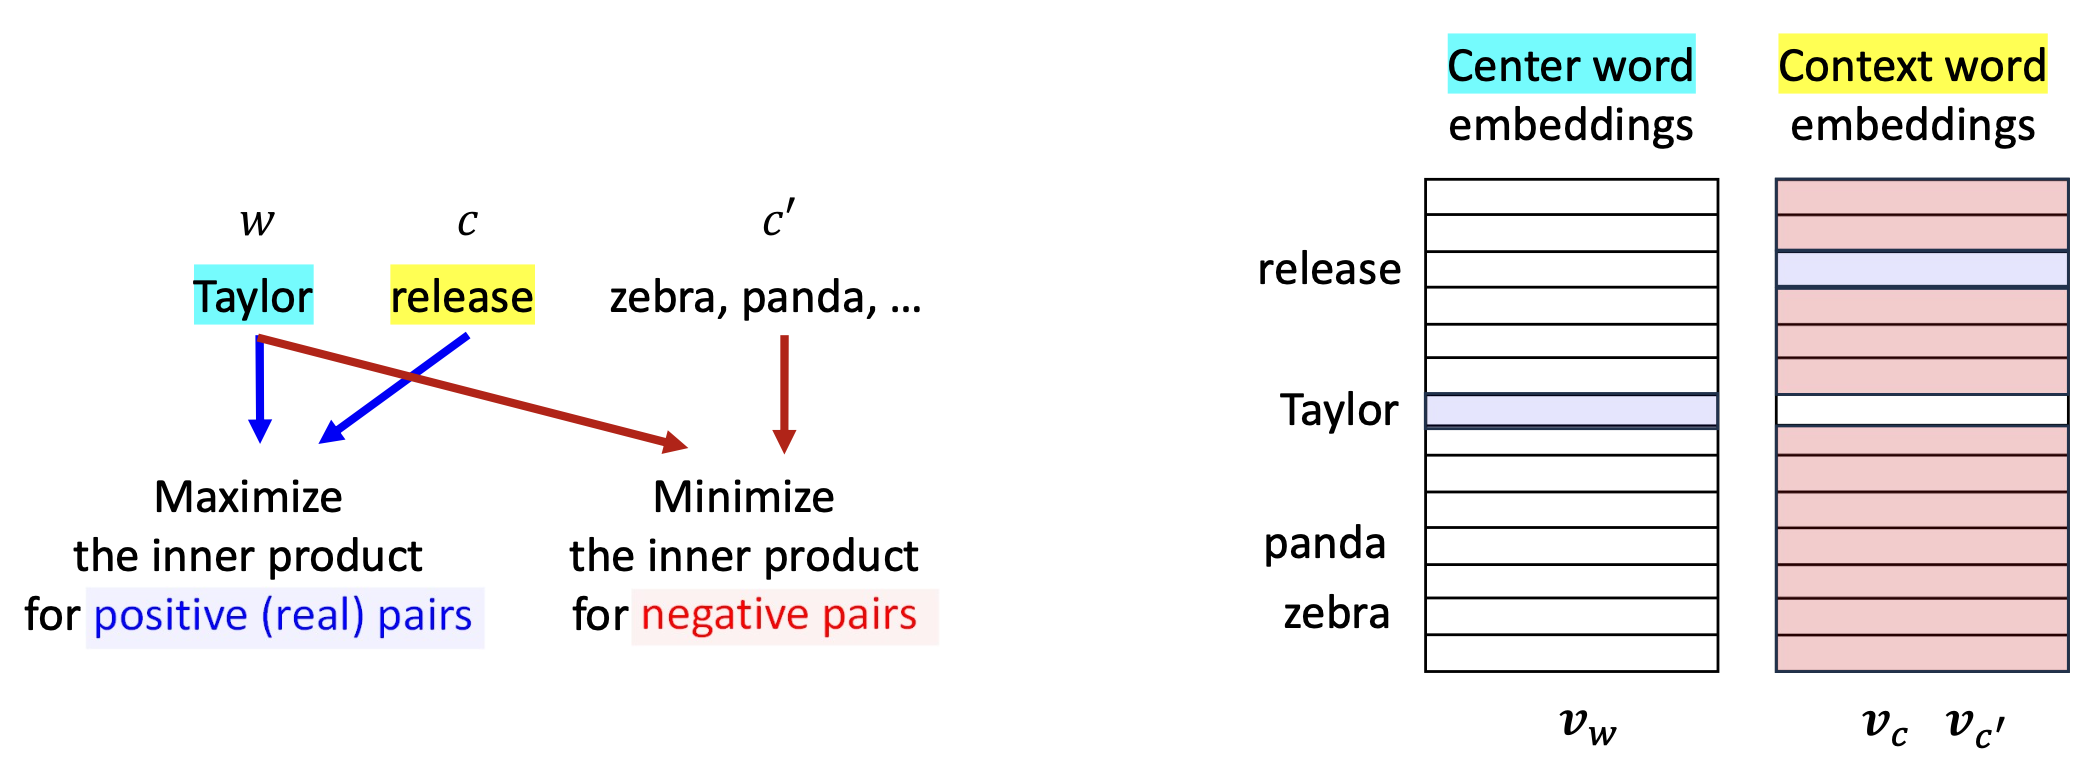 w c c′
Taylor release zebra, panda, ...
Maximize
the inner product
for positive (real) pairs
Minimize
the inner product
for negative pairs
Center word
embeddings
Context word
embeddings
release
Taylor
panda
zebra
v_w v_c v_c′